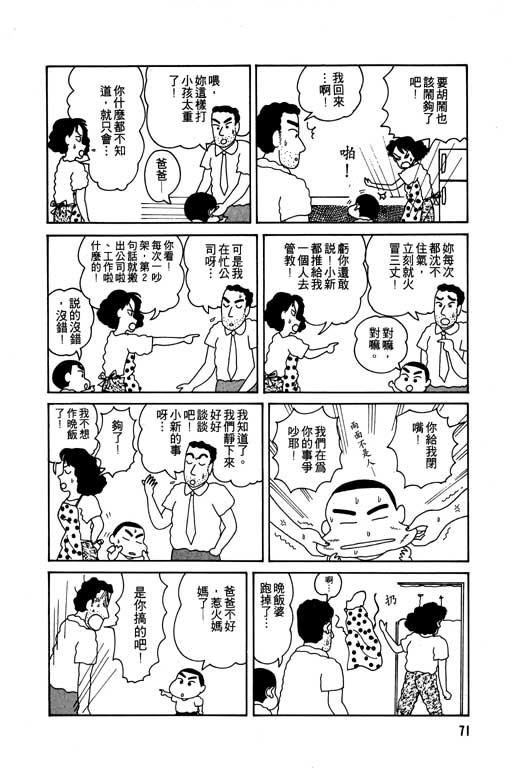 要胡鬧也
該鬧夠了
吧！
我回來
…啊！
啪！
喂，
妳這樣打
小孩太重
了！
你什麼都不知
道，就只會…
爸爸—
妳每次
都沈不
住氣，
立刻就火
冒三丈！
對嘛，
對嘛。
虧你還敢
說！小新
都推給我
一個人去
管教！
可是我
在忙公
司呀…
你看！
每次一吵
架，第２
句話就搬
出公司啦
、工作啦
什麼的！
説的沒錯
，沒錯！
你給我閉
嘴！
兩面不是人…
我們在為
你的事爭
吵耶！
我知道了。
我們靜下來
好好
談談
吧！
小新的事
呀…
夠了！
我不想
作晚飯
了！
扔
啊…
晚飯婆
跑掉了！
爸爸不好
，惹火媽
媽了—
是你搞的吧！
71